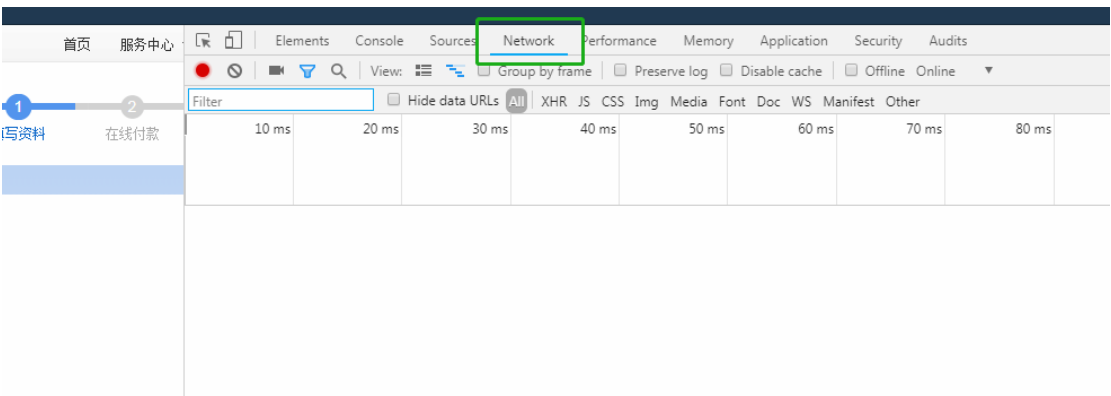 首页 服务中心
Elements Console Sources Network Performance Memory Application Security Audits
View: Group by frame Preserve log Disable cache Offline Online
Filter Hide data URLs All XHR JS CSS Img Media Font Doc WS Manifest Other
1 2
写资料 在线付款
10 ms 20 ms 30 ms 40 ms 50 ms 60 ms 70 ms 80 ms